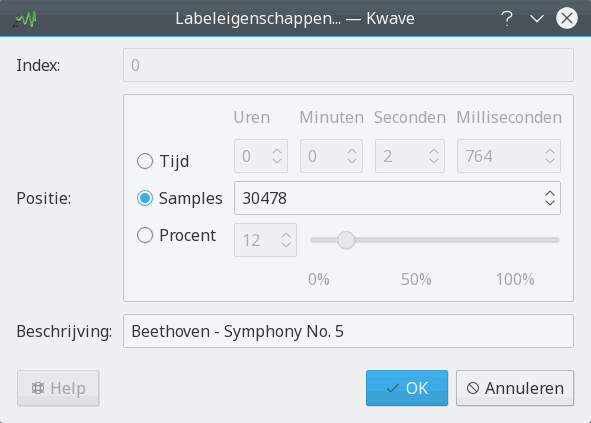 Labeleigenschappen... — Kwave
Index: 0
Uren Minuten Seconden Milliseconden
Tijd 0 0 2 764
Positie: Samples 30478
Procent 12
0% 50% 100%
Beschrijving: Beethoven - Symphony No. 5
Help OK Annuleren